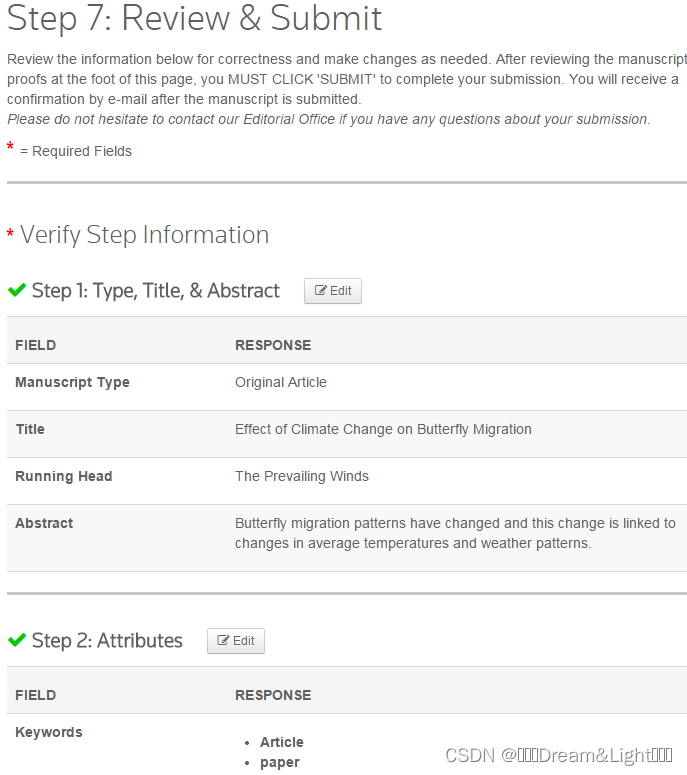 Step 7: Review & Submit
Review the information below for correctness and make changes as needed. After reviewing the manuscript
proofs at the foot of this page, you MUST CLICK 'SUBMIT' to complete your submission. You will receive a
confirmation by e-mail after the manuscript is submitted.
Please do not hesitate to contact our Editorial Office if you have any questions about your submission.
* = Required Fields
* Verify Step Information
Step 1: Type, Title, & Abstract Edit
FIELD RESPONSE
Manuscript Type Original Article
Title Effect of Climate Change on Butterfly Migration
Running Head The Prevailing Winds
Abstract Butterfly migration patterns have changed and this change is linked to
changes in average temperatures and weather patterns.
Step 2: Attributes Edit
FIELD RESPONSE
Keywords
• Article
• paper
CSDN @▯▯▯Dream&Light▯▯▯